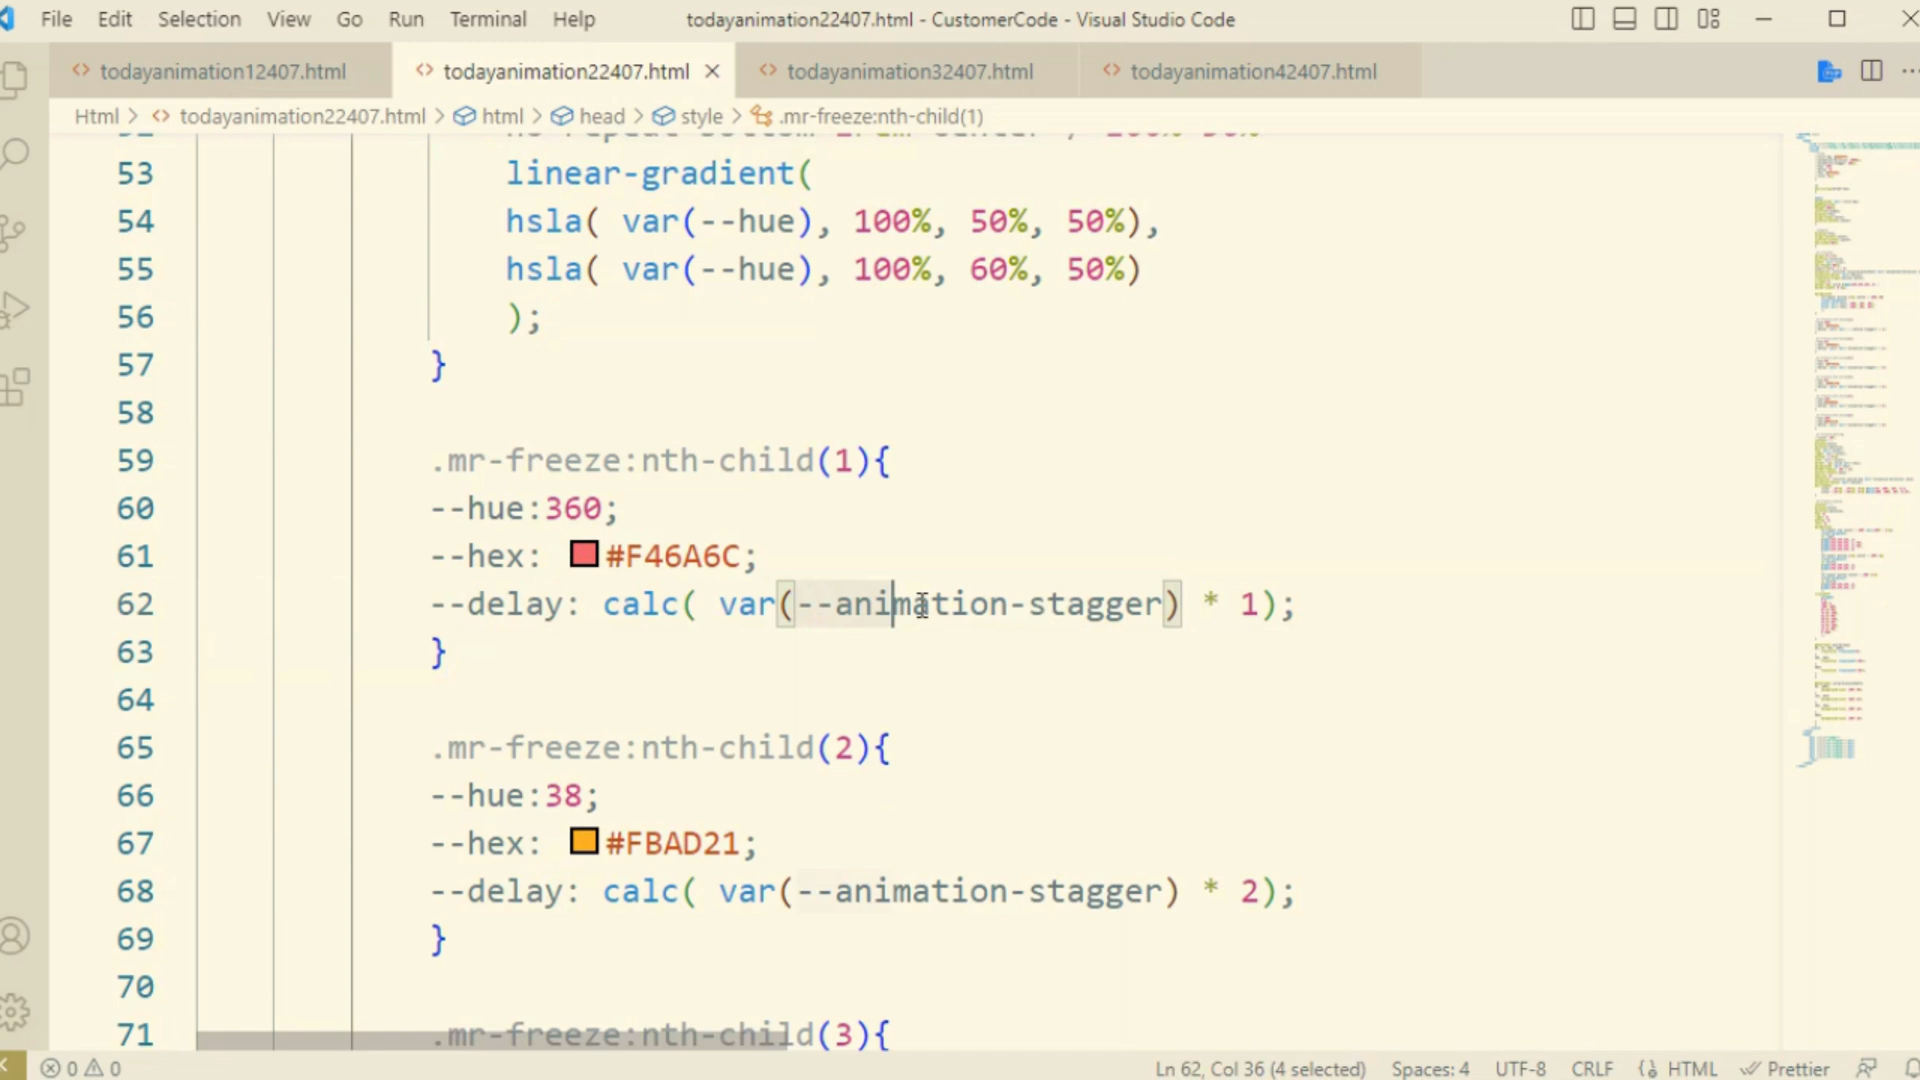 File Edit Selection View Go Run Terminal Help todayanimation22407.html - CustomerCode - Visual Studio Code
todayanimation12407.html todayanimation22407.html todayanimation32407.html todayanimation42407.html
Html > todayanimation22407.html > html > head > style > .mr-freeze:nth-child(1)
53 linear-gradient(
54 hsla( var(--hue), 100%, 50%, 50%),
55 hsla( var(--hue), 100%, 60%, 50%)
56 );
57 }
58
59 .mr-freeze:nth-child(1){
60 --hue:360;
61 --hex: #F46A6C;
62 --delay: calc( var(--animation-stagger) * 1);
63 }
64
65 .mr-freeze:nth-child(2){
66 --hue:38;
67 --hex: #FBAD21;
68 --delay: calc( var(--animation-stagger) * 2);
69 }
70
71 .mr-freeze:nth-child(3){
0 0 Ln 62, Col 36 (4 selected) Spaces: 4 UTF-8 CRLF HTML Prettier